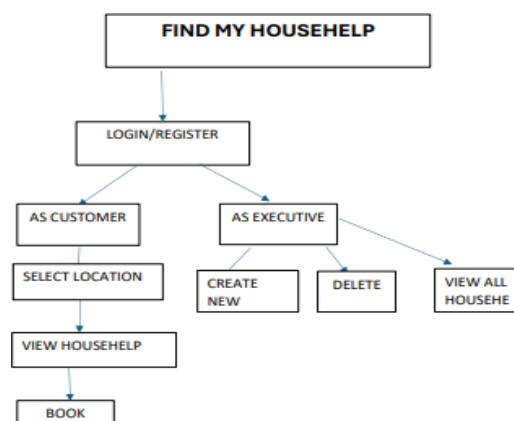 FIND MY HOUSEHELP
LOGIN/REGISTER
AS CUSTOMER
AS EXECUTIVE
SELECT LOCATION
CREATE
NEW
DELETE
VIEW ALL
HOUSEHE
VIEW HOUSEHELP
BOOK